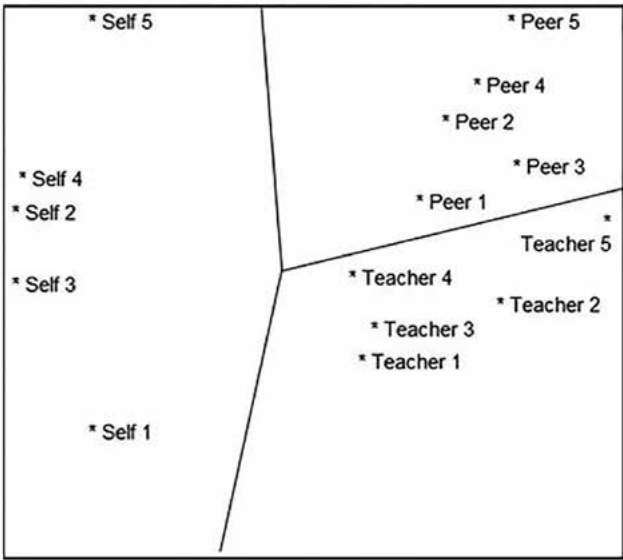 * Self 5
* Peer 5
* Peer 4
* Peer 2
* Peer 3
* Self 4
* Peer 1
* Self 2
* Teacher 5
* Teacher 4
* Self 3
* Teacher 2
* Teacher 3
* Teacher 1
* Self 1